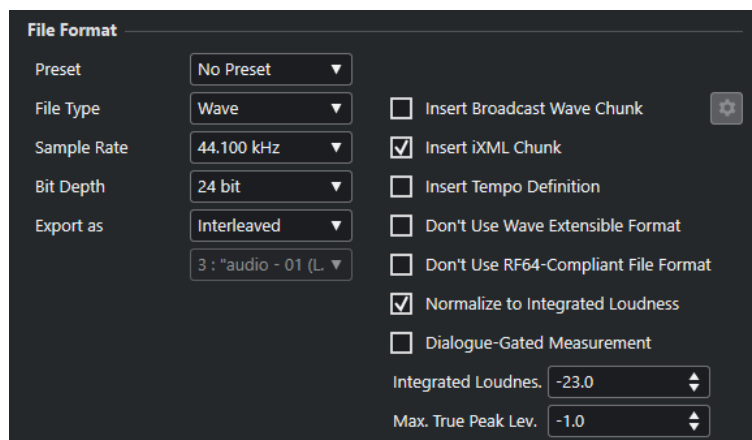 File Format
Preset No Preset
File Type Wave Insert Broadcast Wave Chunk
Sample Rate 44.100 kHz Insert iXML Chunk
Bit Depth 24 bit Insert Tempo Definition
Export as Interleaved Don't Use Wave Extensible Format
3 : "audio - 01 (L. Don't Use RF64-Compliant File Format
Normalize to Integrated Loudness
Dialogue-Gated Measurement
Integrated Loudnes. -23.0
Max. True Peak Lev. -1.0